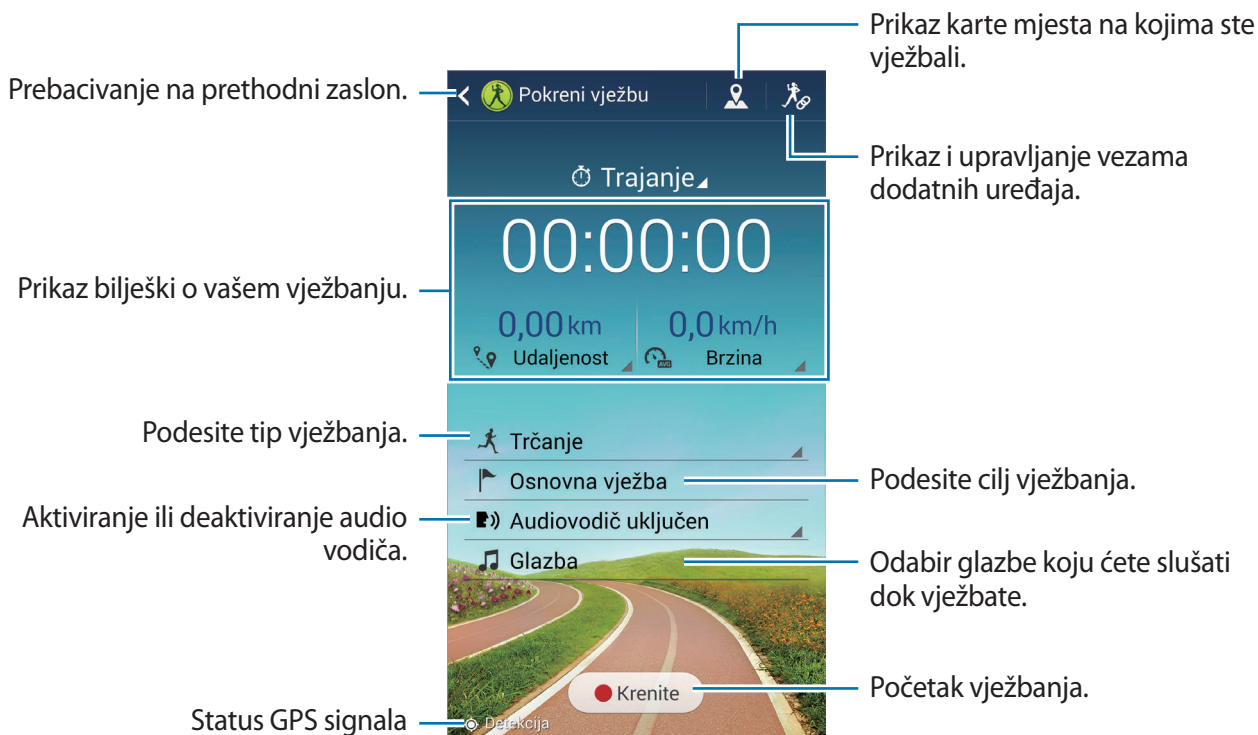 Prikaz karte mjesta na kojima ste
vježbali.
Prebacivanje na prethodni zaslon.
Pokreni vježbu
Prikaz i upravljanje vezama
dodatnih uređaja.
Trajanje
00:00:00
Prikaz bilješki o vašem vježbanju.
0,00 km
0,0 km/h
Udaljenost
AVG
Brzina
Podesite tip vježbanja.
Trčanje
Osnovna vježba
Podesite cilj vježbanja.
Aktiviranje ili deaktiviranje audio
vodiča.
Audiovodič uključen
Glazba
Odabir glazbe koju ćete slušati
dok vježbate.
Krenite
Početak vježbanja.
Status GPS signala
Detekcija